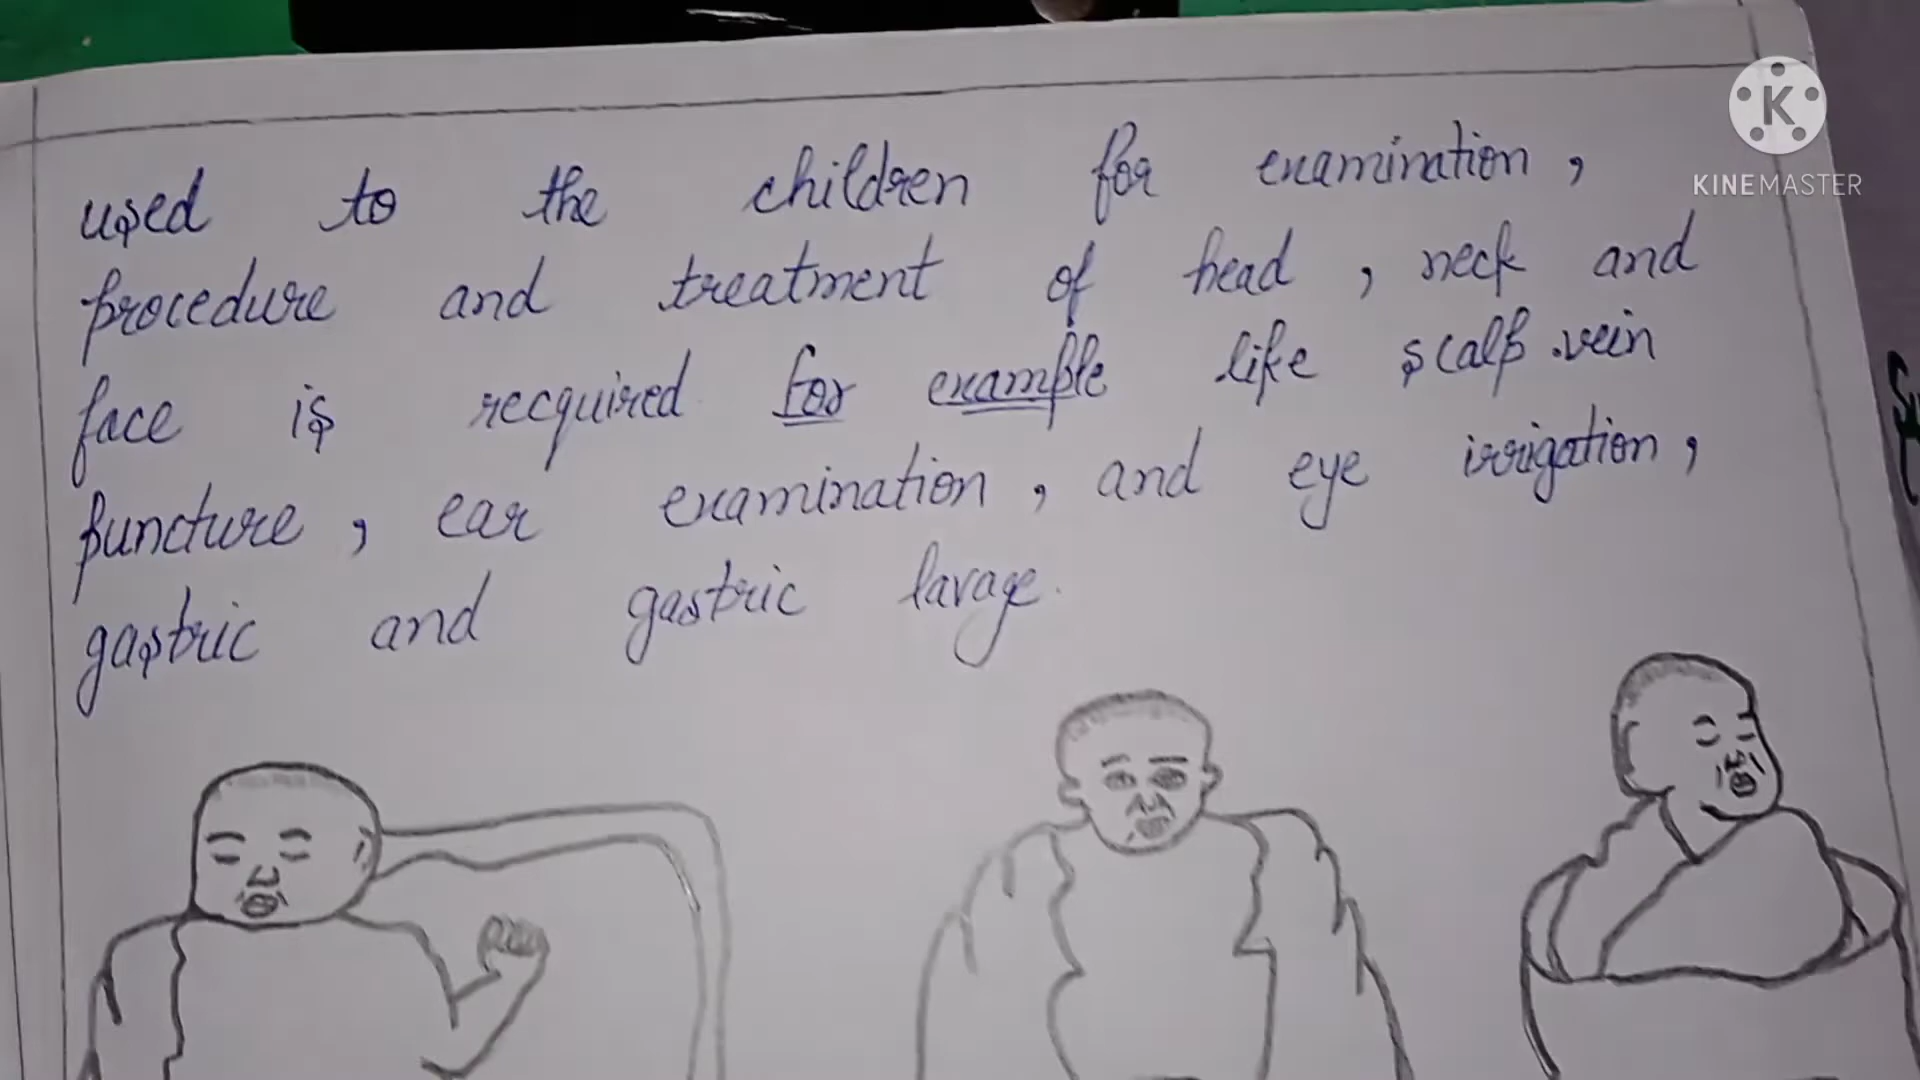 used to the children for examination,
procedure and treatment of head, neck and
face is recquired for example like scalp vein
puncture, ear examination, and eye irrigation,
gastric and gastric lavage.
K
KINEMASTER